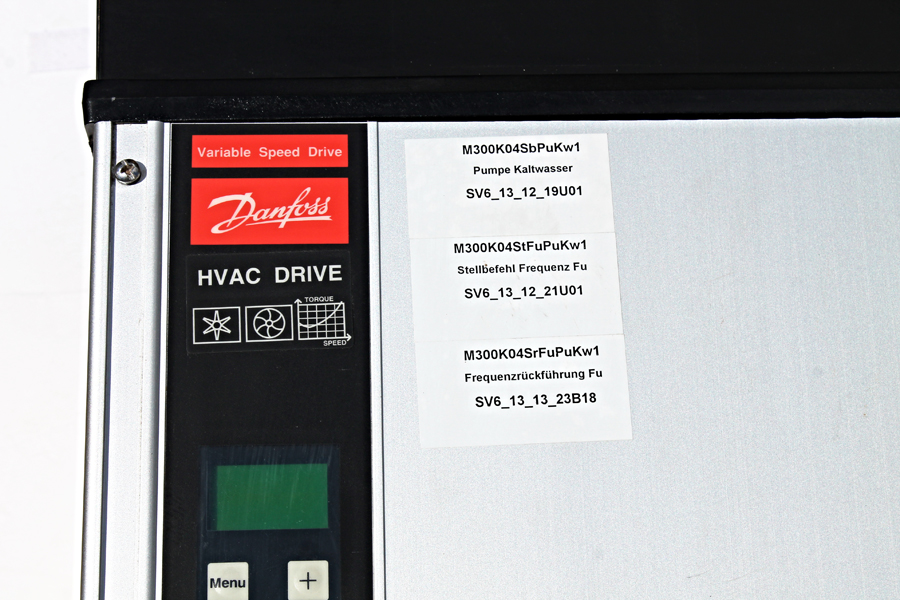 Variable Speed Drive
Danfoss
HVAC DRIVE
TORQUE
SPEED
Menu
+
M300K04SbPuKw1
Pumpe Kaltwasser
SV6_13_12_19U01
M300K04StFuPuKw1
Stellbefehl Frequenz Fu
SV6_13_12_21U01
M300K04SrFuPuKw1
Frequenzrückführung Fu
SV6_13_13_23B18